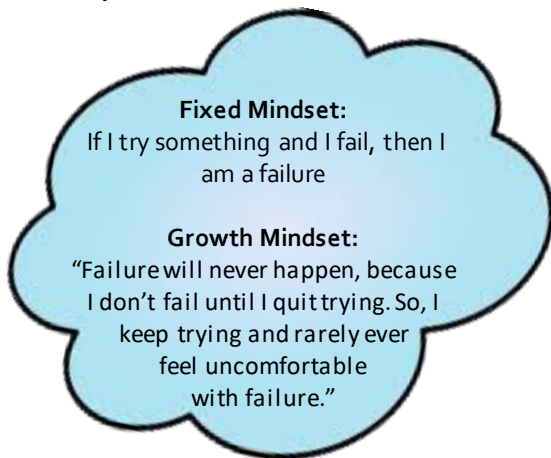 Fixed Mindset:
If I try something and I fail, then I
am a failure
Growth Mindset:
“Failure will never happen, because
I don’t fail until I quit trying. So, I
keep trying and rarely ever
feel uncomfortable
with failure.”